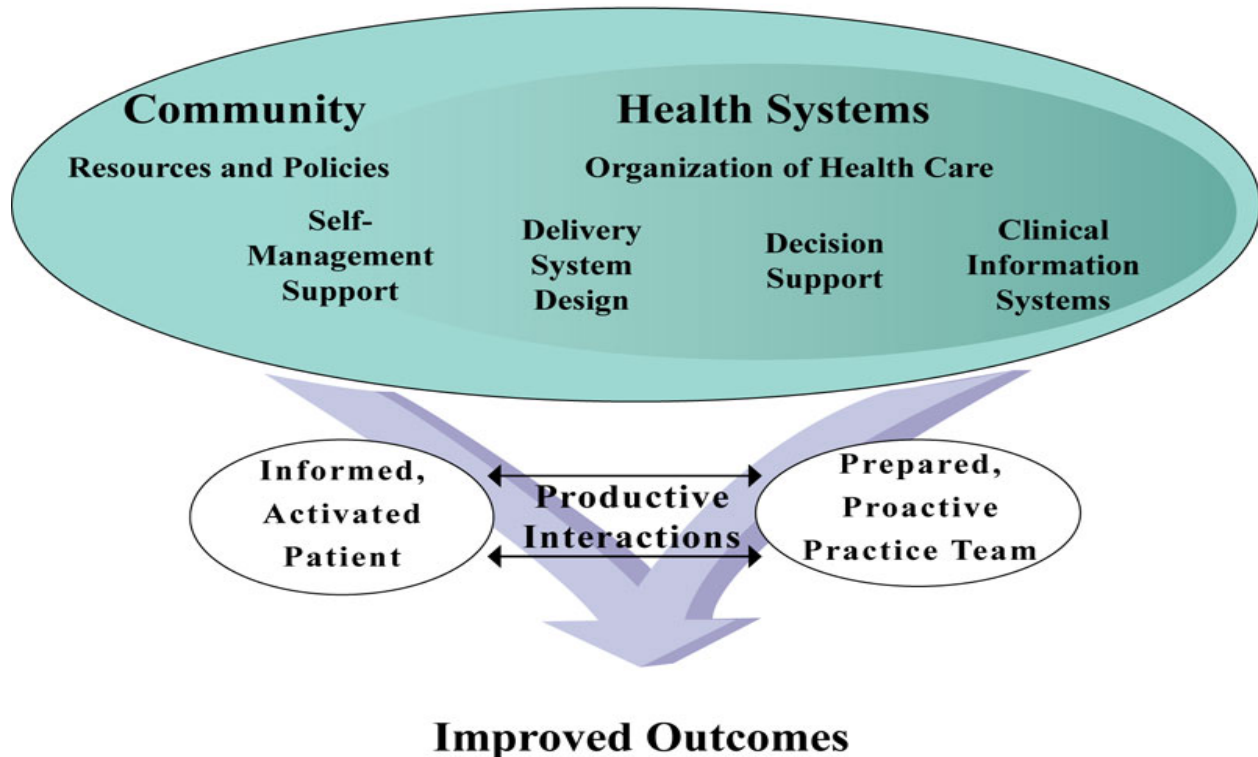 Community
Health Systems
Resources and Policies
Organization of Health Care
Self-
Management
Support
Delivery
System
Design
Decision
Support
Clinical
Information
Systems
Informed,
Activated
Patient
Productive
Interactions
Prepared,
Proactive
Practice Team
Improved Outcomes